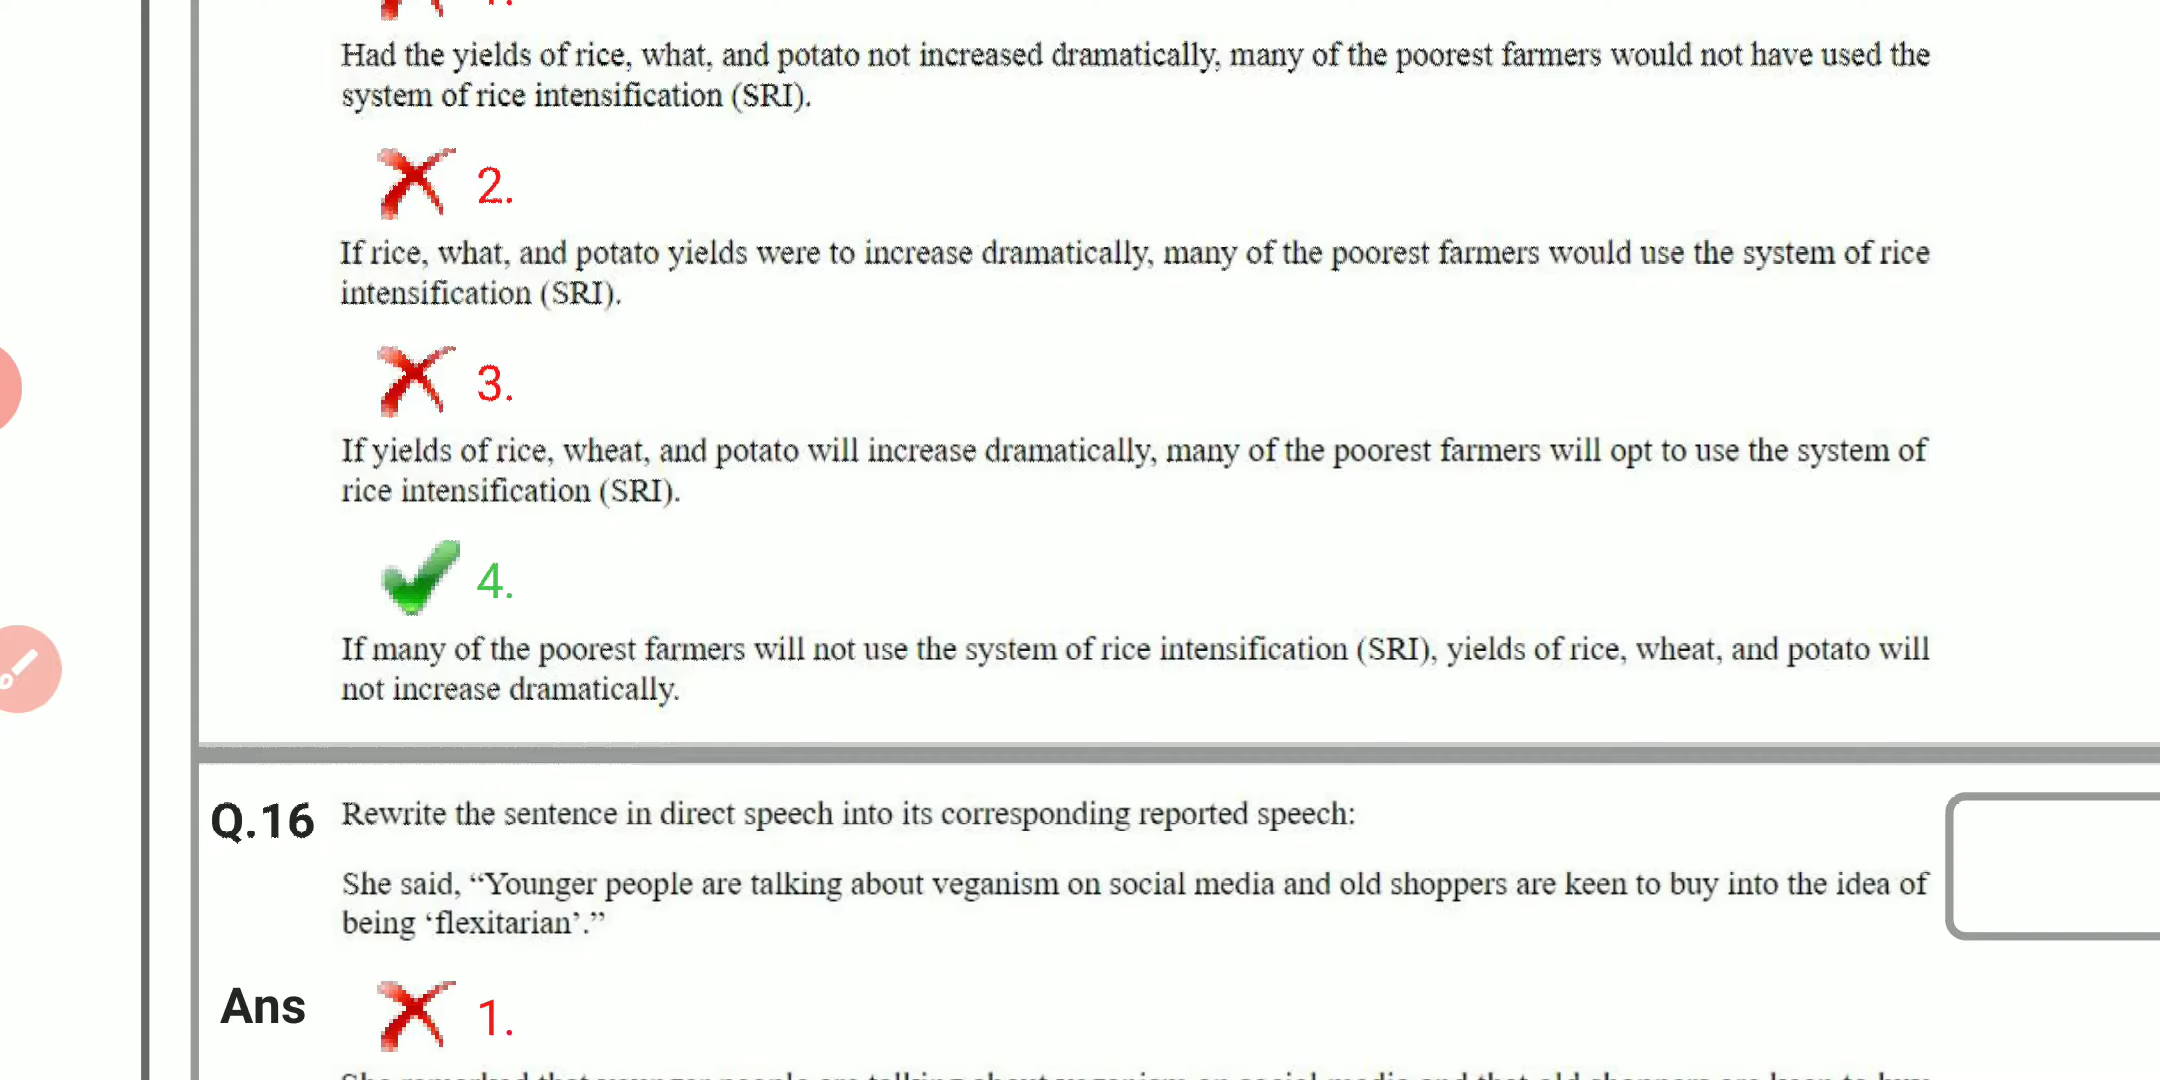 Had the yields of rice, what, and potato not increased dramatically, many of the poorest farmers would not have used the
system of rice intensification (SRI).
2.
If rice, what, and potato yields were to increase dramatically, many of the poorest farmers would use the system of rice
intensification (SRI).
3.
If yields of rice, wheat, and potato will increase dramatically, many of the poorest farmers will opt to use the system of
rice intensification (SRI).
4.
If many of the poorest farmers will not use the system of rice intensification (SRI), yields of rice, wheat, and potato will
not increase dramatically.
Q.16 Rewrite the sentence in direct speech into its corresponding reported speech:
She said, “Younger people are talking about veganism on social media and old shoppers are keen to buy into the idea of
being ‘flexitarian’.”
Ans 1.